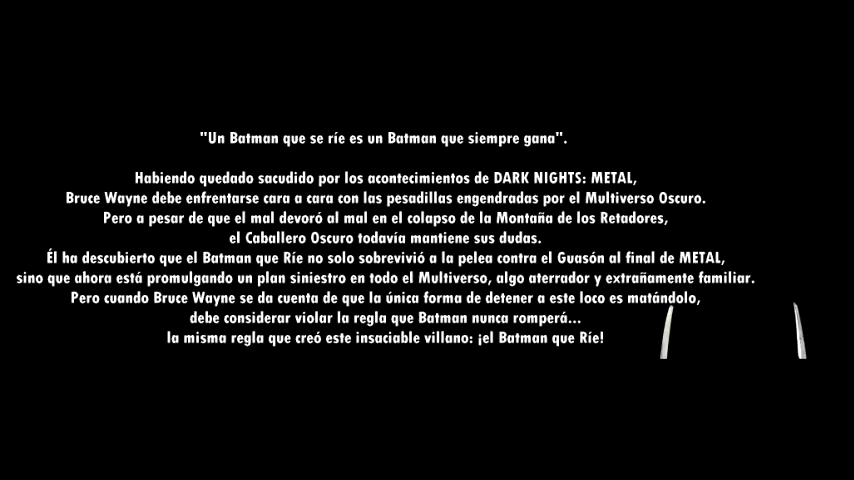 "Un Batman que se ríe es un Batman que siempre gana".
Habiendo quedado sacudido por los acontecimientos de DARK NIGHTS: METAL,
Bruce Wayne debe enfrentarse cara a cara con las pesadillas engendradas por el Multiverso Oscuro.
Pero a pesar de que el mal devoró al mal en el colapso de la Montaña de los Retadores,
el Caballero Oscuro todavía mantiene sus dudas.
Él ha descubierto que el Batman que Ríe no solo sobrevivió a la pelea contra el Guasón al final de METAL,
sino que ahora está promulgando un plan siniestro en todo el Multiverso, algo aterrador y extrañamente familiar.
Pero cuando Bruce Wayne se da cuenta de que la única forma de detener a este loco es matándolo,
debe considerar violar la regla que Batman nunca romperá...
la misma regla que creó este insaciable villano: ¡el Batman que Ríe!